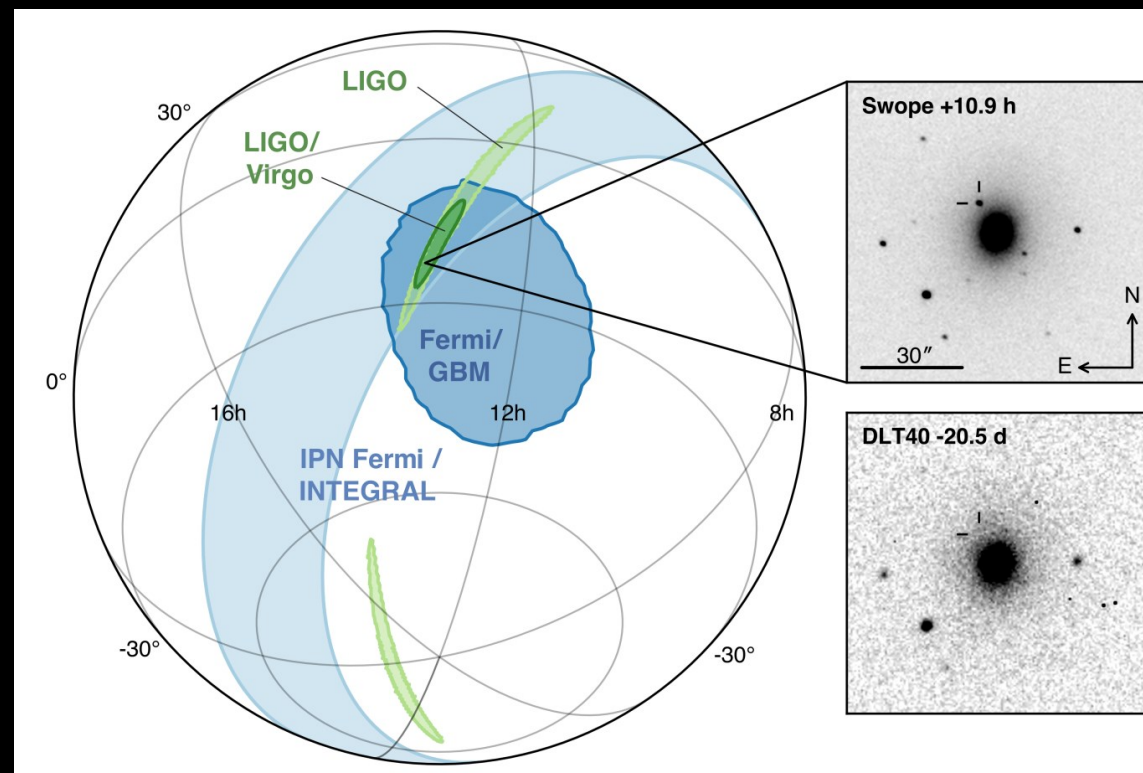 LIGO
30°
LIGO/
Virgo
Swope +10.9 h
N
30″
E
Fermi/
GBM
0°
16h
12h
8h
DLT40 -20.5 d
IPN Fermi /
INTEGRAL
-30°
-30°